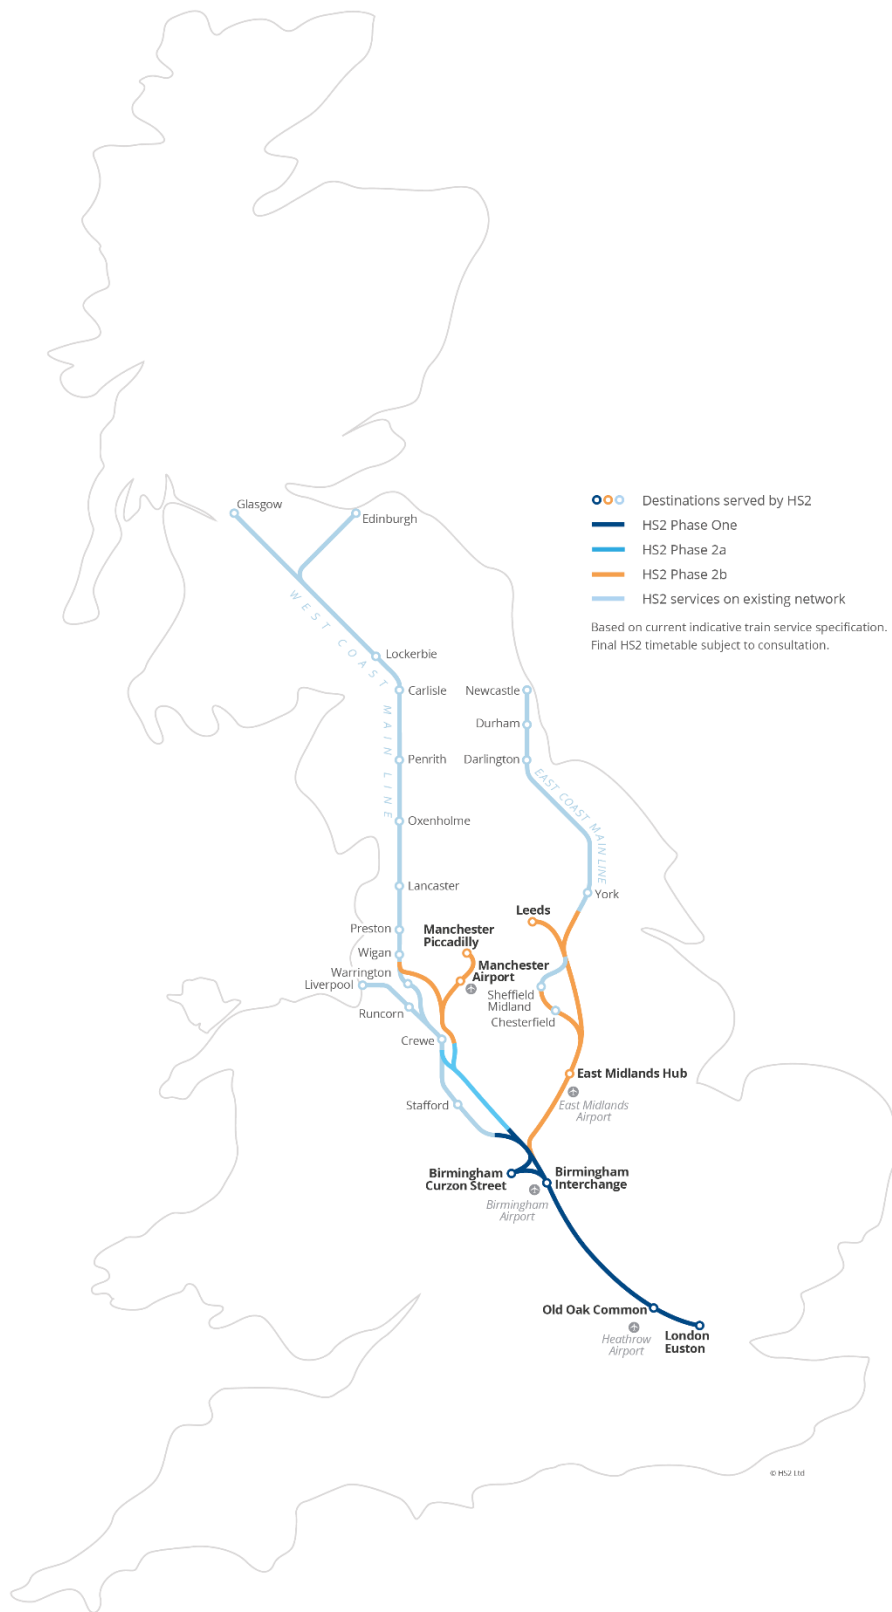 Glasgow
Edinburgh
Destinations served by HS2
HS2 Phase One
HS2 Phase 2a
HS2 Phase 2b
HS2 services on existing network
Based on current indicative train service specification.
Final HS2 timetable subject to consultation.
WEST COAST MAIN LINE
Lockerbie
Carlisle
Newcastle
Durham
Penrith
Darlington
EAST COAST MAIN LINE
Oxenholme
Lancaster
York
Leeds
Preston
Manchester
Piccadilly
Wigan
Manchester
Airport
Warrington
Liverpool
Sheffield
Midland
Runcorn
Chesterfield
Crewe
East Midlands Hub
East Midlands
Airport
Stafford
Birmingham
Curzon Street
Birmingham
Interchange
Birmingham
Airport
Old Oak Common
London
Euston
Heathrow
Airport
© HS2 Ltd